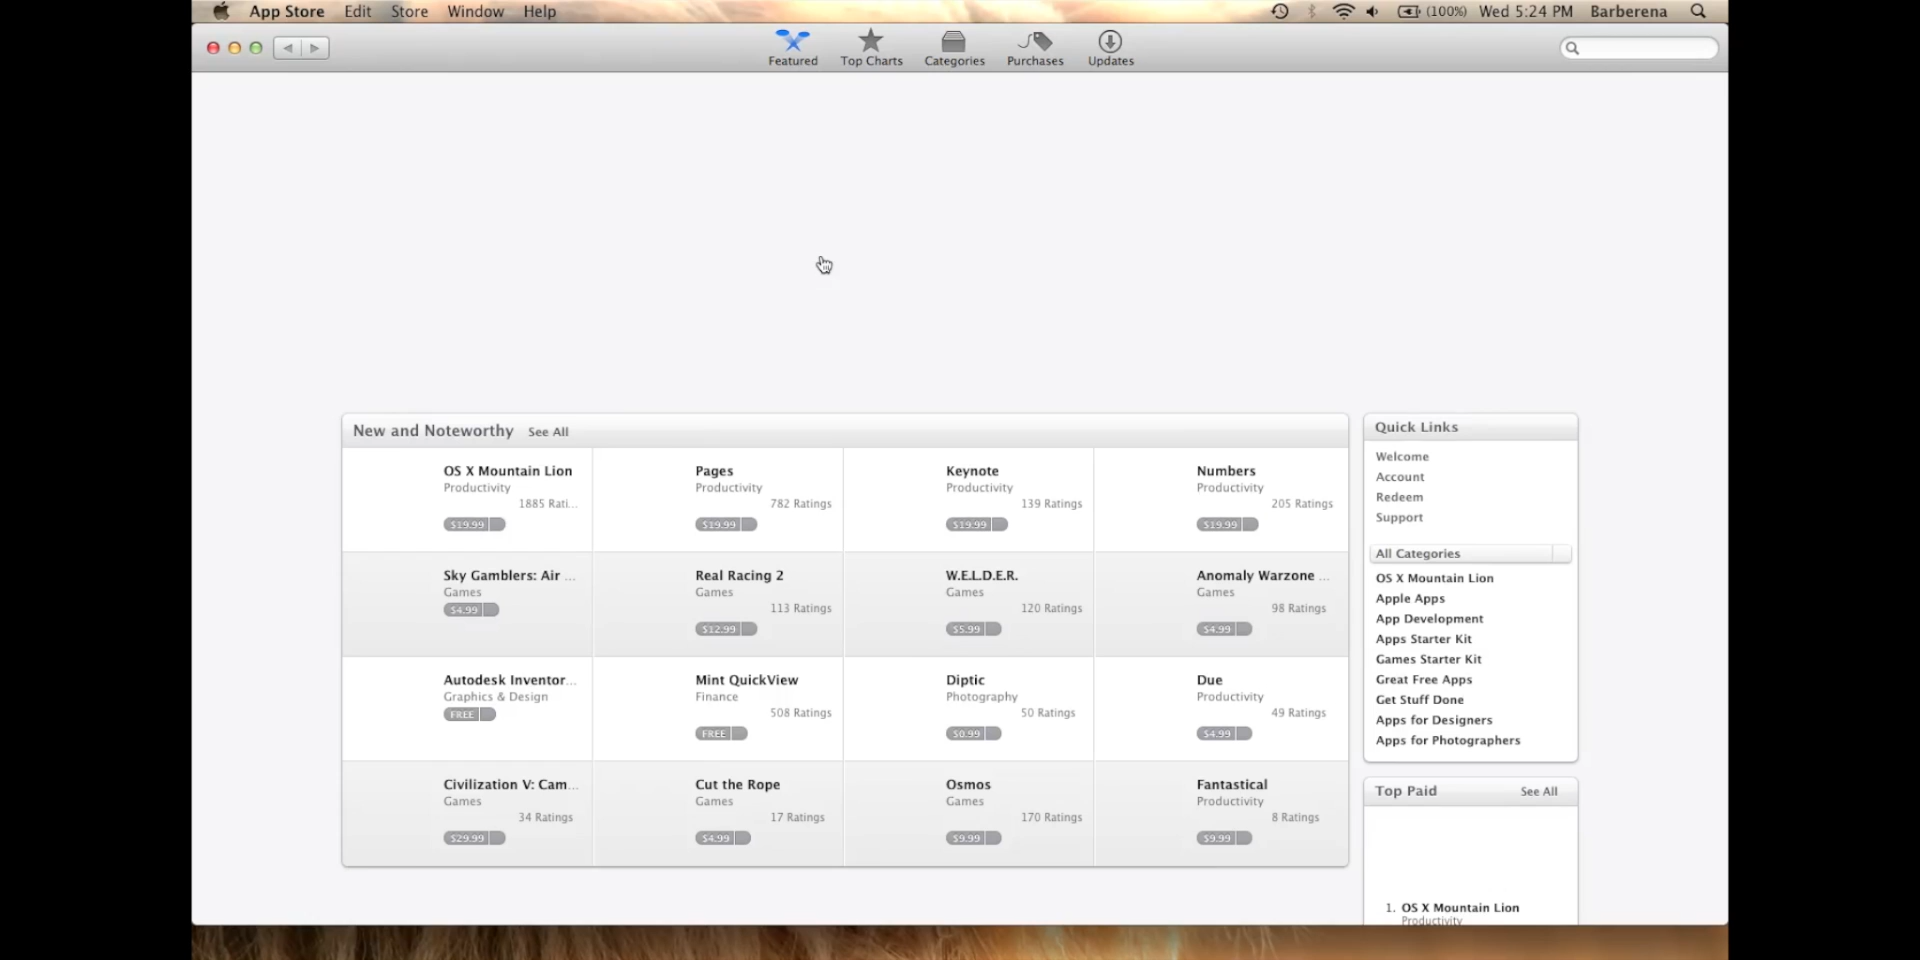 App Store Edit Store Window Help (100%) Wed 5:24 PM Barberena
Featured Top Charts Categories Purchases Updates
New and Noteworthy See All
OS X Mountain Lion
Productivity
1885 Rati...
$19.99
Pages
Productivity
782 Ratings
$19.99
Keynote
Productivity
139 Ratings
$19.99
Numbers
Productivity
205 Ratings
$19.99
Sky Gamblers: Air ...
Games
$4.99
Real Racing 2
Games
113 Ratings
$12.99
W.E.L.D.E.R.
Games
120 Ratings
$5.99
Anomaly Warzone ...
Games
98 Ratings
$4.99
Autodesk Inventor...
Graphics & Design
FREE
Mint QuickView
Finance
508 Ratings
FREE
Diptic
Photography
50 Ratings
$0.99
Due
Productivity
49 Ratings
$4.99
Civilization V: Cam...
Games
34 Ratings
$29.99
Cut the Rope
Games
17 Ratings
$4.99
Osmos
Games
170 Ratings
$9.99
Fantastical
Productivity
8 Ratings
$9.99
Quick Links
Welcome
Account
Redeem
Support
All Categories
OS X Mountain Lion
Apple Apps
App Development
Apps Starter Kit
Games Starter Kit
Great Free Apps
Get Stuff Done
Apps for Designers
Apps for Photographers
Top Paid See All
1. OS X Mountain Lion
Productivity